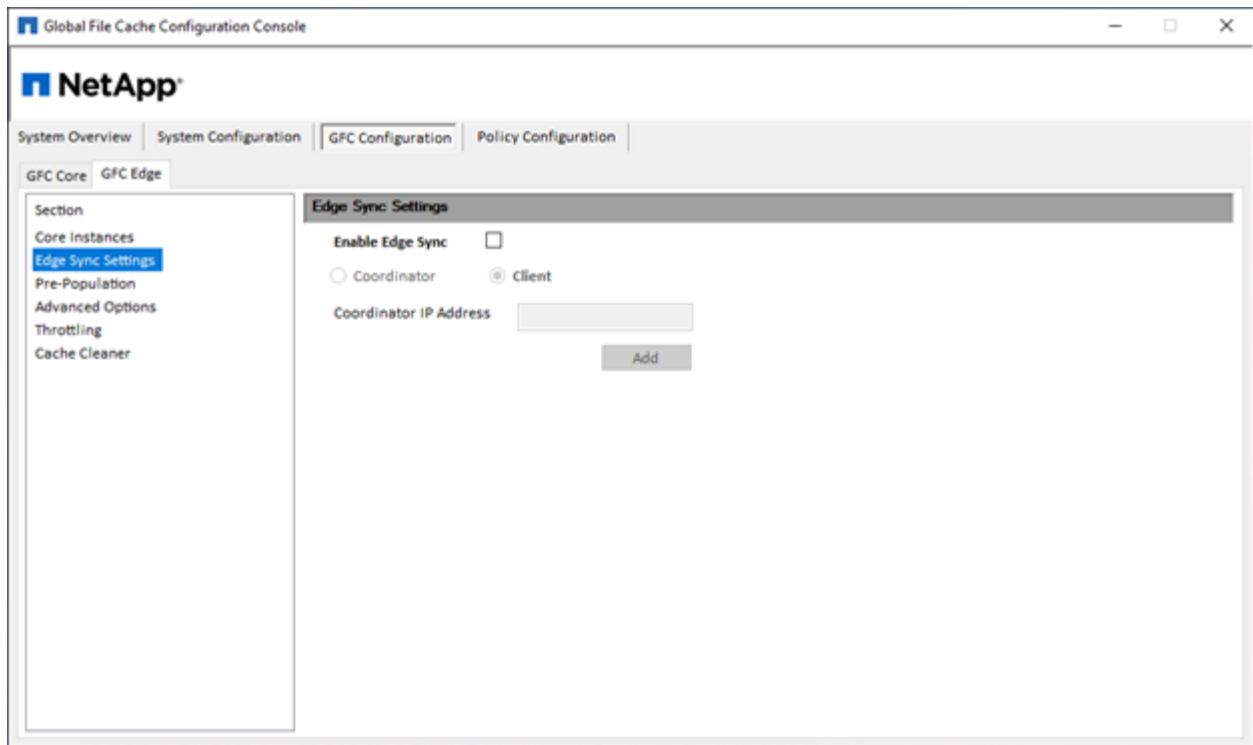 Global File Cache Configuration Console
NetApp
System Overview System Configuration GFC Configuration Policy Configuration
GFC Core GFC Edge
Section
Core Instances
Edge Sync Settings
Pre-Population
Advanced Options
Throttling
Cache Cleaner
Edge Sync Settings
Enable Edge Sync
Coordinator Client
Coordinator IP Address
Add